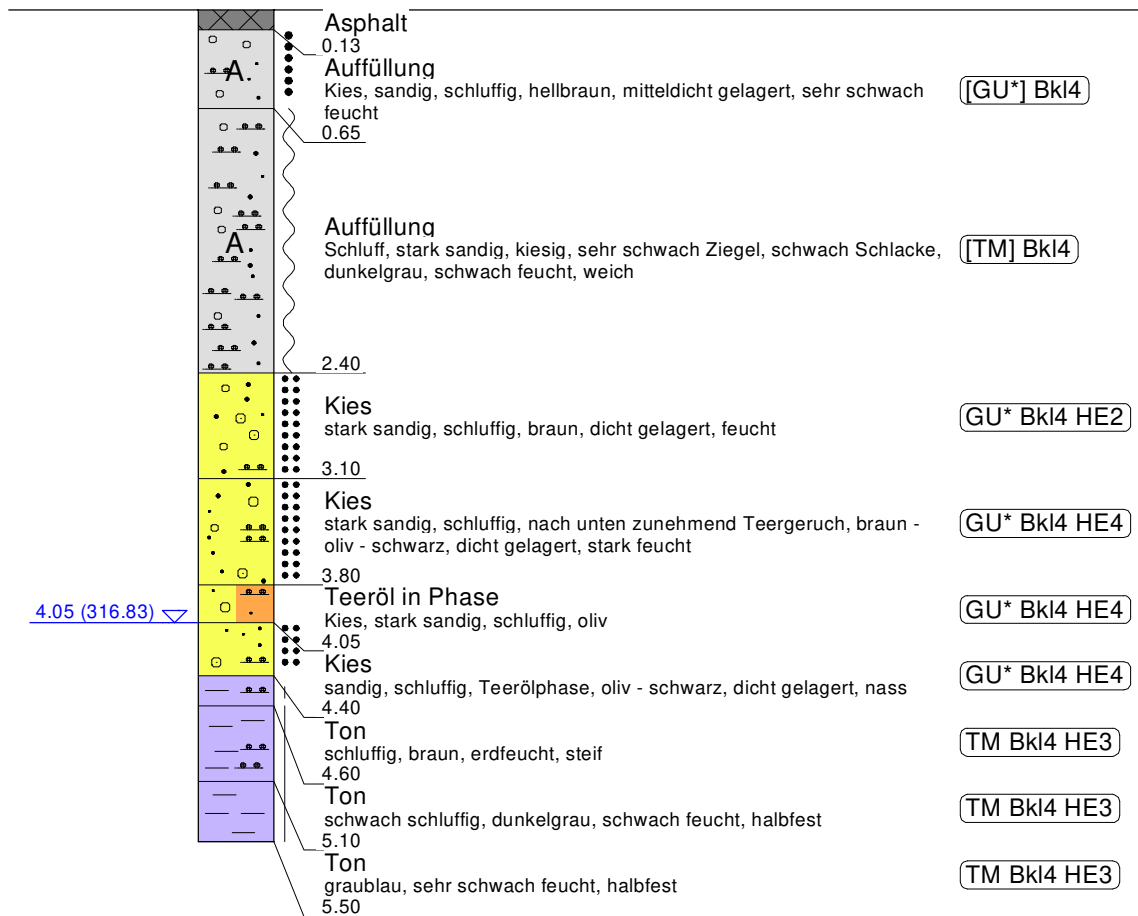 Asphalt
0.13
A
Auffüllung
Kies, sandig, schluffig, hellbraun, mitteldicht gelagert, sehr schwach
feucht
[GU*] Bkl4
0.65
A
Auffüllung
Schluff, stark sandig, kiesig, sehr schwach Ziegel, schwach Schlacke,
dunkelgrau, schwach feucht, weich
[TM] Bkl4
2.40
Kies
stark sandig, schluffig, braun, dicht gelagert, feucht
GU* Bkl4 HE2
3.10
Kies
stark sandig, schluffig, nach unten zunehmend Teergeruch, braun -
oliv - schwarz, dicht gelagert, stark feucht
GU* Bkl4 HE4
3.80
Teeröl in Phase
Kies, stark sandig, schluffig, oliv
GU* Bkl4 HE4
4.05 (316.83)
4.05
Kies
sandig, schluffig, Teerölphase, oliv - schwarz, dicht gelagert, nass
GU* Bkl4 HE4
4.40
Ton
schluffig, braun, erdfeucht, steif
TM Bkl4 HE3
4.60
Ton
schwach schluffig, dunkelgrau, schwach feucht, halbfest
TM Bkl4 HE3
5.10
Ton
graublau, sehr schwach feucht, halbfest
TM Bkl4 HE3
5.50